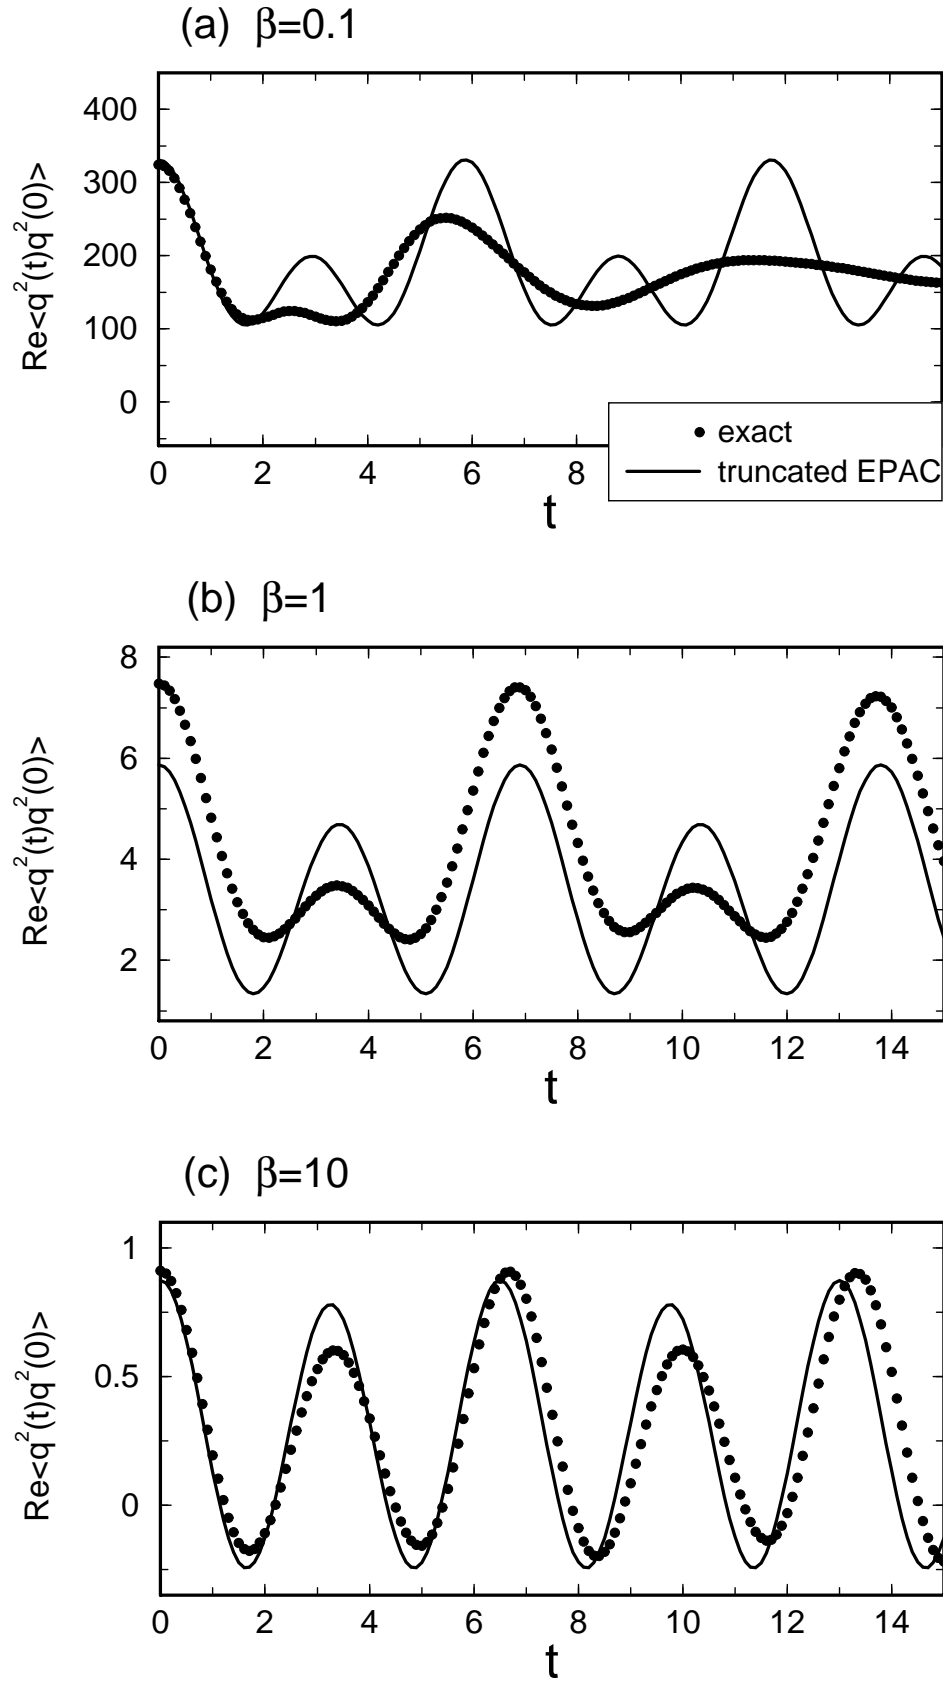 (a) β=0.1
Re<q²(t)q²(0)>
400
300
200
100
0
0 2 4 6 8
exact
truncated EPAC
t
(b) β=1
Re<q²(t)q²(0)>
8
6
4
2
0 2 4 6 8 10 12 14
t
(c) β=10
Re<q²(t)q²(0)>
1
0.5
0
0 2 4 6 8 10 12 14
t